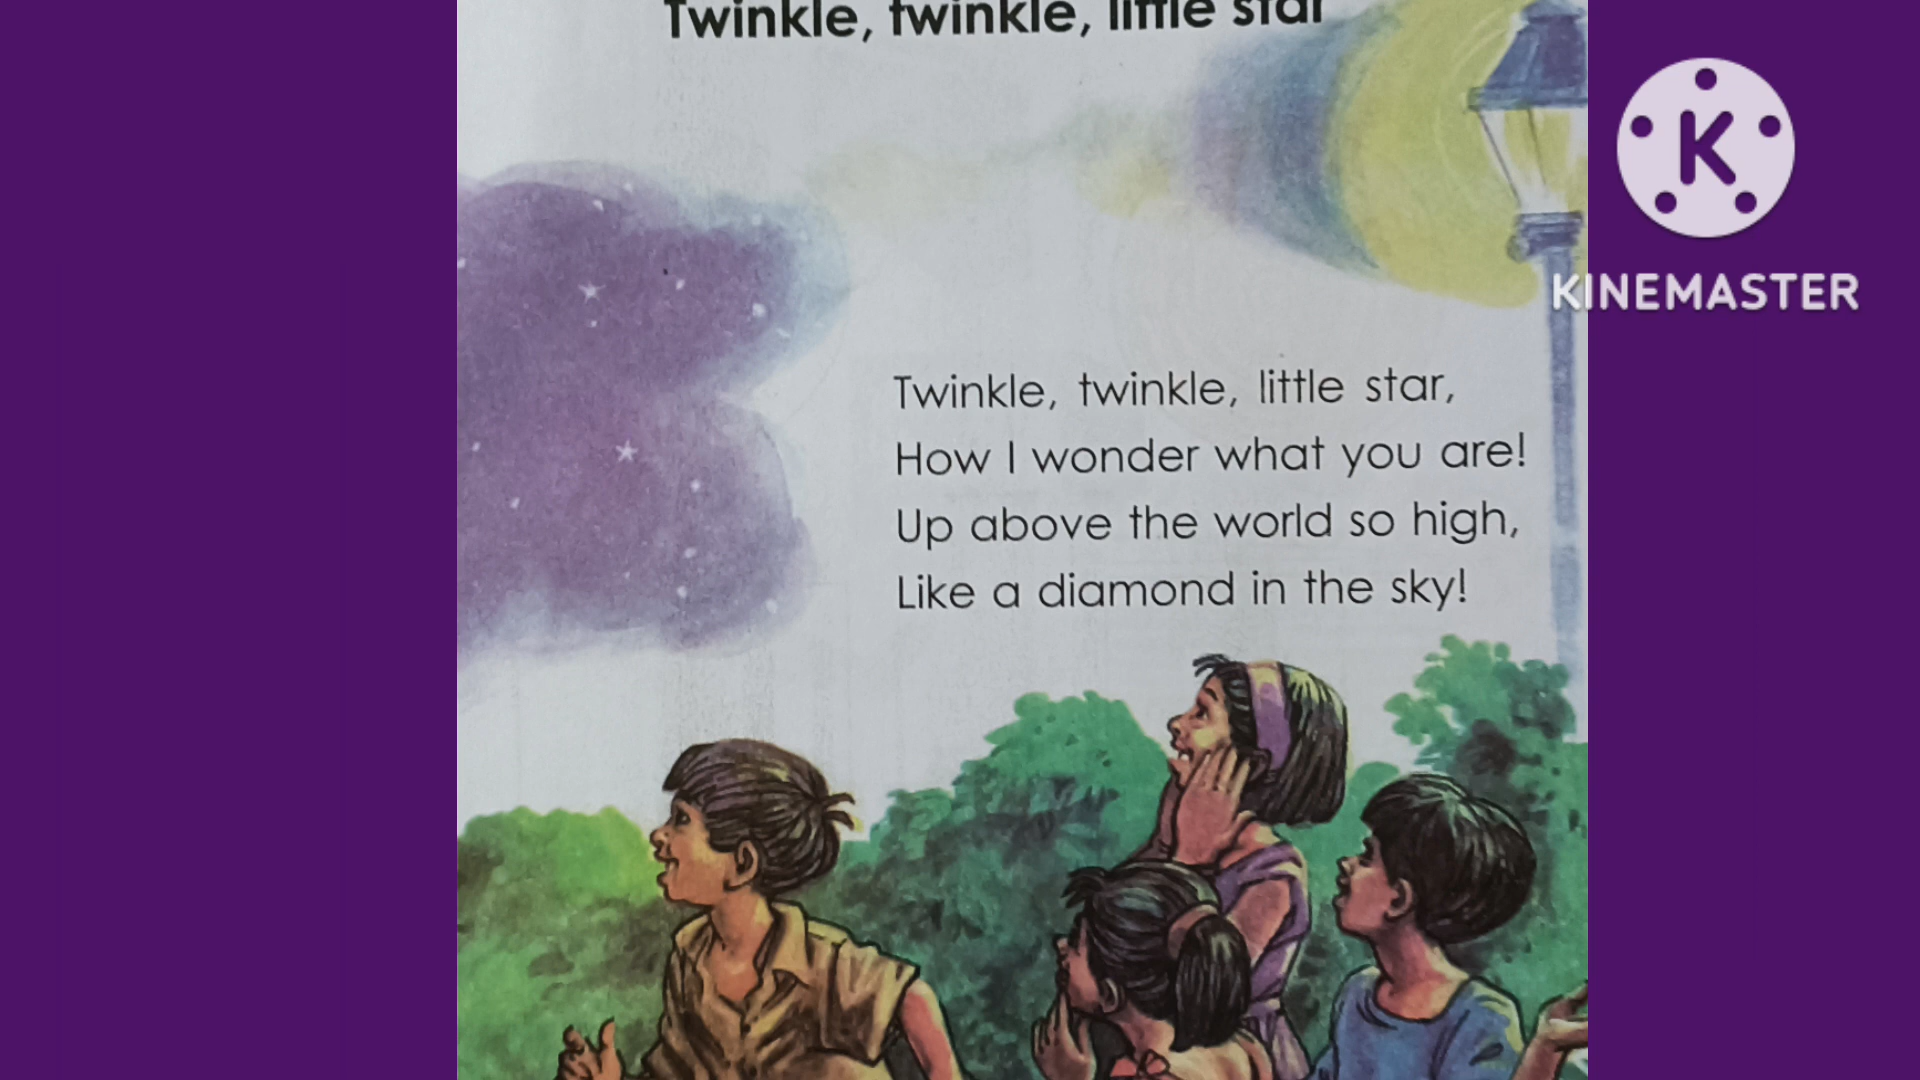 Twinkle, twinkle, little star
K
KINEMASTER
Twinkle, twinkle, little star,
How I wonder what you are!
Up above the world so high,
Like a diamond in the sky!